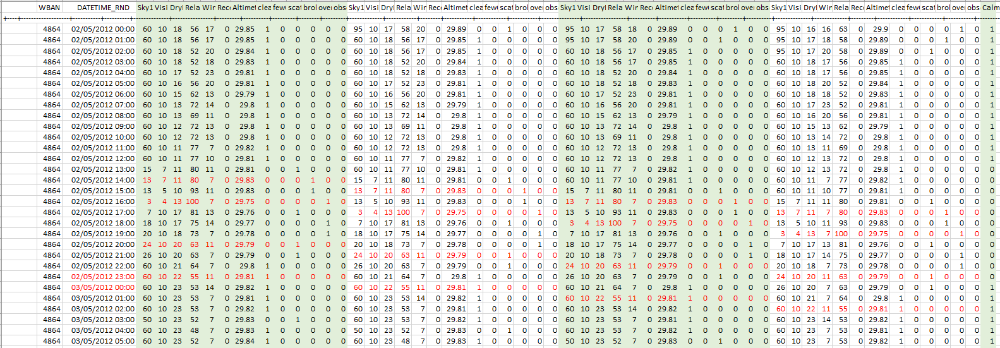 WBAN DATETIME_RND Sky1 Visi Dryl Rela Wir Rec Altimet clea few scat brol over obs Sky1 Visi Dryl Rela Wir Rec Altimet clea few scat brol over obs Sky1 Visi Dryl Rela Wir Rec Altimet clea few scat brol over obs Sky1 Visi Dryl Wir Rela Rec Altimet clea few scat brol over obs Calm
4864 02/05/2012 00:00 60 10 18 56 17 0 29.85 1 0 0 0 0 0 95 10 17 58 20 0 29.89 0 0 1 0 0 0 95 10 17 58 18 0 29.89 0 0 0 1 0 0 95 10 16 16 63 0 29.9 0 0 0 0 1 0 1
4864 02/05/2012 01:00 60 10 18 56 17 0 29.85 1 0 0 0 0 0 60 10 18 56 17 0 29.85 1 0 0 0 0 0 95 10 17 58 20 0 29.89 0 0 1 0 0 0 95 10 17 18 58 0 29.89 0 0 0 1 0 0 1
4864 02/05/2012 02:00 60 10 18 52 20 0 29.84 1 0 0 0 0 0 60 10 18 56 17 0 29.85 1 0 0 0 0 0 60 10 18 56 17 0 29.85 1 0 0 0 0 0 95 10 17 20 58 0 29.89 0 0 1 0 0 0 1
4864 02/05/2012 03:00 60 10 18 52 18 0 29.83 1 0 0 0 0 0 60 10 18 52 20 0 29.84 1 0 0 0 0 0 60 10 18 56 17 0 29.85 1 0 0 0 0 0 60 10 18 17 56 0 29.85 1 0 0 0 0 0 1
4864 02/05/2012 04:00 60 10 17 52 23 0 29.81 1 0 0 0 0 0 60 10 18 52 18 0 29.83 1 0 0 0 0 0 60 10 18 52 20 0 29.84 1 0 0 0 0 0 60 10 18 17 56 0 29.85 1 0 0 0 0 0 1
4864 02/05/2012 05:00 60 10 16 56 20 0 29.81 1 0 0 0 0 0 60 10 17 52 23 0 29.81 1 0 0 0 0 0 60 10 18 52 18 0 29.83 1 0 0 0 0 0 60 10 18 20 52 0 29.84 1 0 0 0 0 0 1
4864 02/05/2012 06:00 60 10 15 62 13 0 29.79 1 0 0 0 0 0 60 10 16 56 20 0 29.81 1 0 0 0 0 0 60 10 17 52 23 0 29.81 1 0 0 0 0 0 60 10 18 18 52 0 29.83 1 0 0 0 0 0 1
4864 02/05/2012 07:00 60 10 13 72 14 0 29.8 1 0 0 0 0 0 60 10 15 62 13 0 29.79 1 0 0 0 0 0 60 10 16 56 20 0 29.81 1 0 0 0 0 0 60 10 17 23 52 0 29.81 1 0 0 0 0 0 1
4864 02/05/2012 08:00 60 10 13 69 11 0 29.8 1 0 0 0 0 0 60 10 13 72 14 0 29.8 1 0 0 0 0 0 60 10 15 62 13 0 29.79 1 0 0 0 0 0 60 10 16 20 56 0 29.81 1 0 0 0 0 0 1
4864 02/05/2012 09:00 60 10 12 72 13 0 29.8 1 0 0 0 0 0 60 10 13 69 11 0 29.8 1 0 0 0 0 0 60 10 13 72 14 0 29.8 1 0 0 0 0 0 60 10 15 13 62 0 29.79 1 0 0 0 0 0 1
4864 02/05/2012 10:00 60 10 12 72 13 0 29.8 1 0 0 0 0 0 60 10 12 72 13 0 29.8 1 0 0 0 0 0 60 10 13 69 11 0 29.8 1 0 0 0 0 0 60 10 13 14 72 0 29.8 1 0 0 0 0 0 1
4864 02/05/2012 11:00 60 10 11 77 7 0 29.82 1 0 0 0 0 0 60 10 12 72 13 0 29.8 1 0 0 0 0 0 60 10 12 72 13 0 29.8 1 0 0 0 0 0 60 10 13 11 69 0 29.8 1 0 0 0 0 0 1
4864 02/05/2012 12:00 60 10 11 77 10 0 29.81 1 0 0 0 0 0 60 10 11 77 7 0 29.82 1 0 0 0 0 0 60 10 12 72 13 0 29.8 1 0 0 0 0 0 60 10 12 13 72 0 29.8 1 0 0 0 0 0 1
4864 02/05/2012 13:00 15 7 11 80 11 0 29.81 0 0 1 0 0 0 60 10 11 77 10 0 29.81 1 0 0 0 0 0 60 10 11 77 7 0 29.82 1 0 0 0 0 0 60 10 12 13 72 0 29.8 1 0 0 0 0 0 0
4864 02/05/2012 14:00 13 7 11 80 7 0 29.83 0 0 0 1 0 0 15 7 11 80 11 0 29.81 0 0 1 0 0 0 60 10 11 77 10 0 29.81 1 0 0 0 0 0 60 10 11 7 77 0 29.82 1 0 0 0 0 0 0
4864 02/05/2012 15:00 13 5 10 93 11 0 29.83 0 0 0 1 0 0 13 7 11 80 7 0 29.83 0 0 0 1 0 0 15 7 11 80 11 0 29.81 0 0 1 0 0 0 60 10 11 10 77 0 29.81 1 0 0 0 0 0 0
4864 02/05/2012 16:00 3 4 13 100 7 0 29.75 0 0 0 0 1 0 13 5 10 93 11 0 29.83 0 0 0 1 0 0 13 7 11 80 7 0 29.83 0 0 0 1 0 0 15 7 11 11 80 0 29.81 0 0 1 0 0 0 0
4864 02/05/2012 17:00 7 10 17 81 13 0 29.76 0 0 1 0 0 0 3 4 13 100 7 0 29.75 0 0 0 0 1 0 13 5 10 93 11 0 29.83 0 0 0 1 0 0 13 7 11 7 80 0 29.83 0 0 0 1 0 0 0
4864 02/05/2012 18:00 18 10 17 75 14 0 29.77 0 0 0 0 1 0 7 10 17 81 13 0 29.76 0 0 1 0 0 0 3 4 13 100 7 0 29.75 0 0 0 0 1 0 13 5 10 11 93 0 29.83 0 0 0 1 0 0 0
4864 02/05/2012 19:00 20 10 18 73 7 0 29.78 0 0 0 0 1 0 18 10 17 75 14 0 29.77 0 0 0 0 1 0 7 10 17 81 13 0 29.76 0 0 1 0 0 0 3 4 13 7 100 0 29.75 0 0 0 0 1 0 0
4864 02/05/2012 20:00 24 10 20 63 11 0 29.79 0 0 1 0 0 0 20 10 18 73 7 0 29.78 0 0 0 0 1 0 18 10 17 75 14 0 29.77 0 0 0 0 1 0 7 10 17 13 81 0 29.76 0 0 1 0 0 0 0
4864 02/05/2012 21:00 26 10 20 63 7 0 29.79 0 0 1 0 0 0 24 10 20 63 11 0 29.79 0 0 1 0 0 0 20 10 18 73 7 0 29.78 0 0 0 0 1 0 18 10 17 14 75 0 29.77 0 0 0 0 1 0 0
4864 02/05/2012 22:00 60 10 21 64 7 0 29.8 1 0 0 0 0 0 26 10 20 63 7 0 29.79 0 0 1 0 0 0 24 10 20 63 11 0 29.79 0 0 1 0 0 0 20 10 18 7 73 0 29.78 0 0 0 0 1 0 0
4864 02/05/2012 23:00 60 10 22 55 11 0 29.81 1 0 0 0 0 0 60 10 21 64 7 0 29.8 1 0 0 0 0 0 26 10 20 63 7 0 29.79 0 0 1 0 0 0 24 10 20 11 63 0 29.79 0 0 1 0 0 0 0
4864 03/05/2012 00:00 60 10 23 53 14 0 29.82 1 0 0 0 0 0 60 10 22 55 11 0 29.81 1 0 0 0 0 0 60 10 21 64 7 0 29.8 1 0 0 0 0 0 26 10 20 7 63 0 29.79 0 0 1 0 0 0 1
4864 03/05/2012 01:00 60 10 23 53 7 0 29.81 1 0 0 0 0 0 60 10 23 53 14 0 29.82 1 0 0 0 0 0 60 10 22 55 11 0 29.81 1 0 0 0 0 0 60 10 21 7 64 0 29.8 1 0 0 0 0 0 1
4864 03/05/2012 02:00 60 10 23 53 7 0 29.82 1 0 0 0 0 0 60 10 23 53 7 0 29.81 1 0 0 0 0 0 60 10 23 53 14 0 29.82 1 0 0 0 0 0 60 10 22 11 55 0 29.81 1 0 0 0 0 0 1
4864 03/05/2012 03:00 50 10 23 52 7 0 29.83 0 0 1 0 0 0 60 10 23 53 7 0 29.82 1 0 0 0 0 0 60 10 23 53 7 0 29.81 1 0 0 0 0 0 60 10 23 14 53 0 29.82 1 0 0 0 0 0 1
4864 03/05/2012 04:00 60 10 23 48 7 0 29.83 1 0 0 0 0 0 50 10 23 52 7 0 29.83 0 0 1 0 0 0 60 10 23 53 7 0 29.82 1 0 0 0 0 0 60 10 23 7 53 0 29.81 1 0 0 0 0 0 1
4864 03/05/2012 05:00 60 10 23 52 7 0 29.84 1 0 0 0 0 0 60 10 23 48 7 0 29.83 1 0 0 0 0 0 50 10 23 52 7 0 29.83 0 0 1 0 0 0 60 10 23 7 53 0 29.82 1 0 0 0 0 0 1